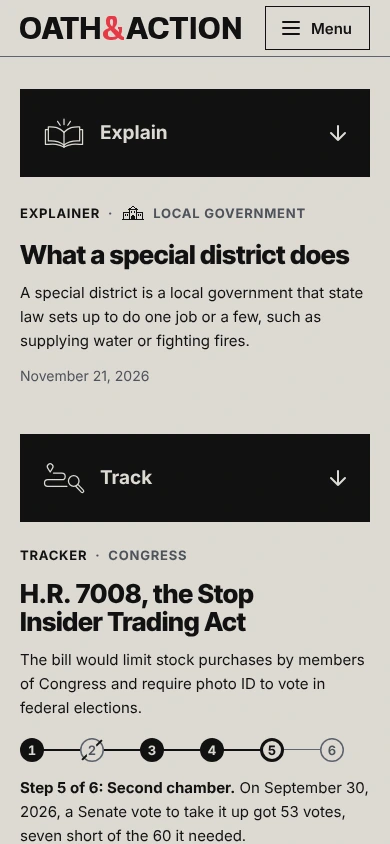 OATH&ACTION
Menu
Explain
EXPLAINER · LOCAL GOVERNMENT
What a special district does
A special district is a local government that state
law sets up to do one job or a few, such as
supplying water or fighting fires.
November 21, 2026
Track
TRACKER · CONGRESS
H.R. 7008, the Stop
Insider Trading Act
The bill would limit stock purchases by members
of Congress and require photo ID to vote in
federal elections.
1 2 3 4 5 6
Step 5 of 6: Second chamber. On September 30,
2026, a Senate vote to take it up got 53 votes,
seven short of the 60 it needed.